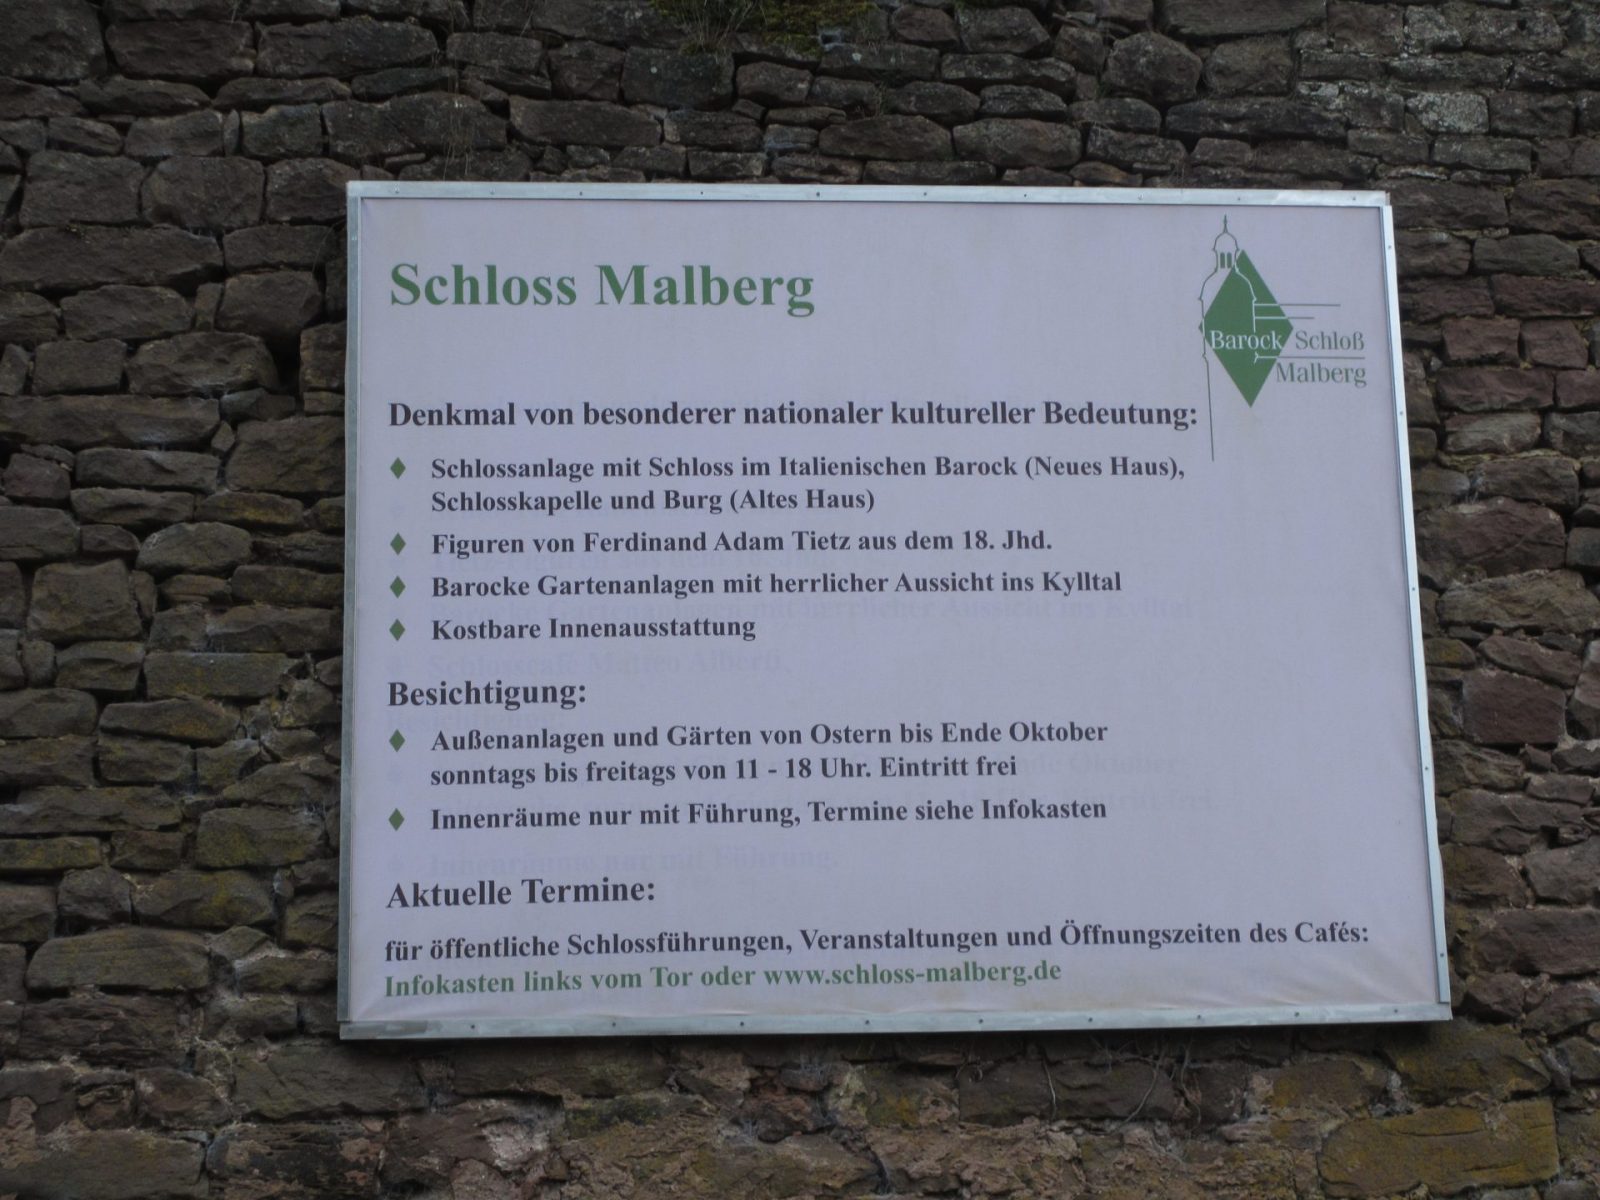 Schloss Malberg
Barock Schloß
Malberg
Denkmal von besonderer nationaler kultureller Bedeutung:
Schlossanlage mit Schloss im Italienischen Barock (Neues Haus),
Schlosskapelle und Burg (Altes Haus)
Figuren von Ferdinand Adam Tietz aus dem 18. Jhd.
Barocke Gartenanlagen mit herrlicher Aussicht ins Kylltal
Kostbare Innenausstattung
Besichtigung:
Außenanlagen und Gärten von Ostern bis Ende Oktober
sonntags bis freitags von 11 - 18 Uhr. Eintritt frei
Innenräume nur mit Führung, Termine siehe Infokasten
Aktuelle Termine:
für öffentliche Schlossführungen, Veranstaltungen und Öffnungszeiten des Cafés:
Infokasten links vom Tor oder www.schloss-malberg.de